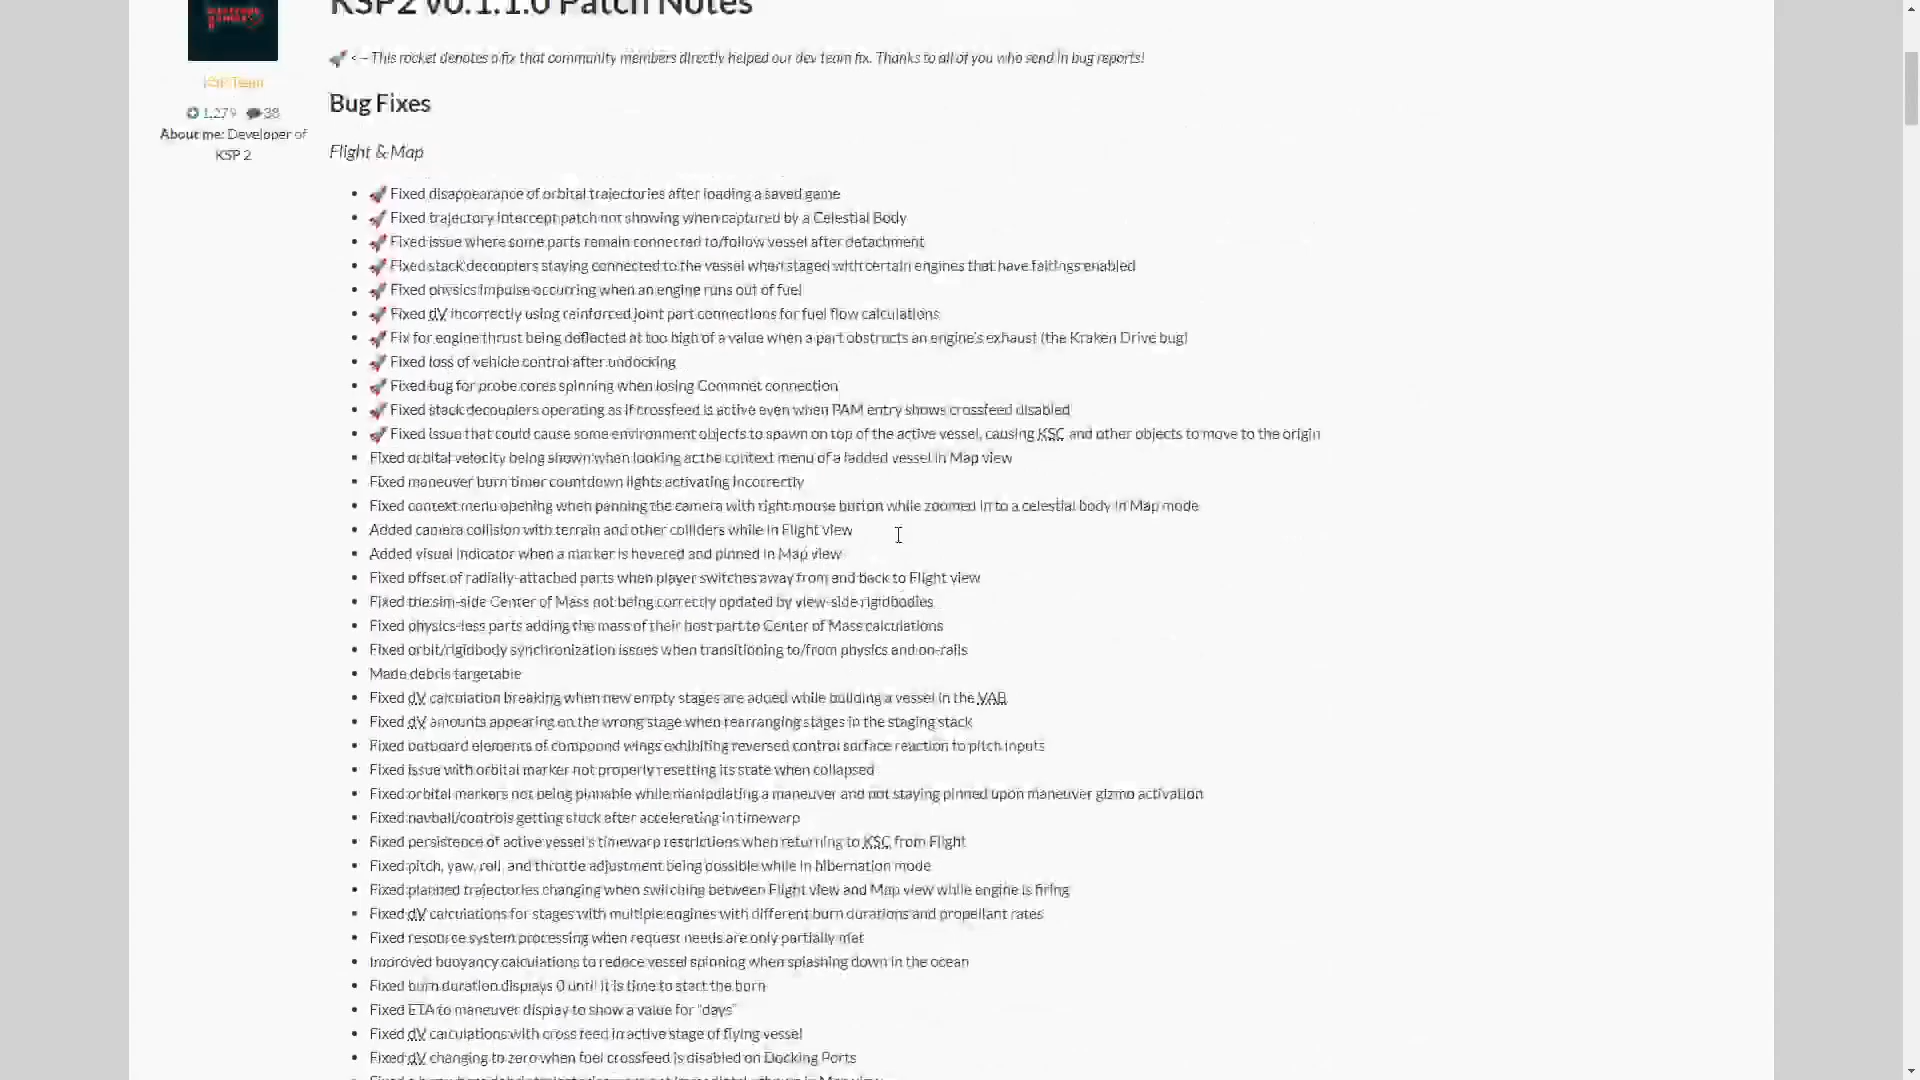 KSP2 v0.1.1.0 Patch Notes
<-- This rocket denotes a fix that community members directly helped our dev team fix. Thanks to all of you who send in bug reports!
KSP Team
Bug Fixes
1,279 38
About me: Developer of
KSP 2
Flight & Map
Fixed disappearance of orbital trajectories after loading a saved game
Fixed trajectory intercept patch not showing when captured by a Celestial Body
Fixed issue where some parts remain connected to/follow vessel after detachment
Fixed stack decouplers staying connected to the vessel when staged with certain engines that have fairings enabled
Fixed physics impulse occurring when an engine runs out of fuel
Fixed dV incorrectly using reinforced joint part connections for fuel flow calculations
Fix for engine thrust being deflected at too high of a value when a part obstructs an engine's exhaust (the Kraken Drive bug)
Fixed loss of vehicle control after undocking
Fixed bug for probe cores spinning when losing Commnet connection
Fixed stack decouplers operating as if crossfeed is active even when PAM entry shows crossfeed disabled
Fixed issue that could cause some environment objects to spawn on top of the active vessel, causing KSC and other objects to move to the origin
Fixed orbital velocity being shown when looking at the context menu of a landed vessel in Map view
Fixed maneuver burn timer countdown lights activating incorrectly
Fixed context menu opening when panning the camera with right mouse button while zoomed in to a celestial body in Map mode
Added camera collision with terrain and other colliders while in Flight view
Added visual indicator when a marker is hovered and pinned in Map view
Fixed offset of radially-attached parts when player switches away from and back to Flight view
Fixed the sim-side Center of Mass not being correctly updated by view-side rigidbodies
Fixed physics-less parts adding the mass of their host part to Center of Mass calculations
Fixed orbit/rigidbody synchronization issues when transitioning to/from physics and on-rails
Made debris targetable
Fixed dV calculation breaking when new empty stages are added while building a vessel in the VAB
Fixed dV amounts appearing on the wrong stage when rearranging stages in the staging stack
Fixed outboard elements of compound wings exhibiting reversed control surface reaction to pitch inputs
Fixed issue with orbital marker not properly resetting its state when collapsed
Fixed orbital markers not being pinnable while manipulating a maneuver and not staying pinned upon maneuver gizmo activation
Fixed navball/controls getting stuck after accelerating in timewarp
Fixed persistence of active vessel's timewarp restrictions when returning to KSC from Flight
Fixed pitch, yaw, roll, and throttle adjustment being possible while in hibernation mode
Fixed planned trajectories changing when switching between Flight view and Map view while engine is firing
Fixed dV calculations for stages with multiple engines with different burn durations and propellant rates
Fixed resource system processing when request needs are only partially met
Improved buoyancy calculations to reduce vessel spinning when splashing down in the ocean
Fixed burn duration displays 0 until it is time to start the burn
Fixed ETA to maneuver display to show a value for "days"
Fixed dV calculations with cross feed in active stage of flying vessel
Fixed dV changing to zero when fuel crossfeed is disabled on Docking Ports